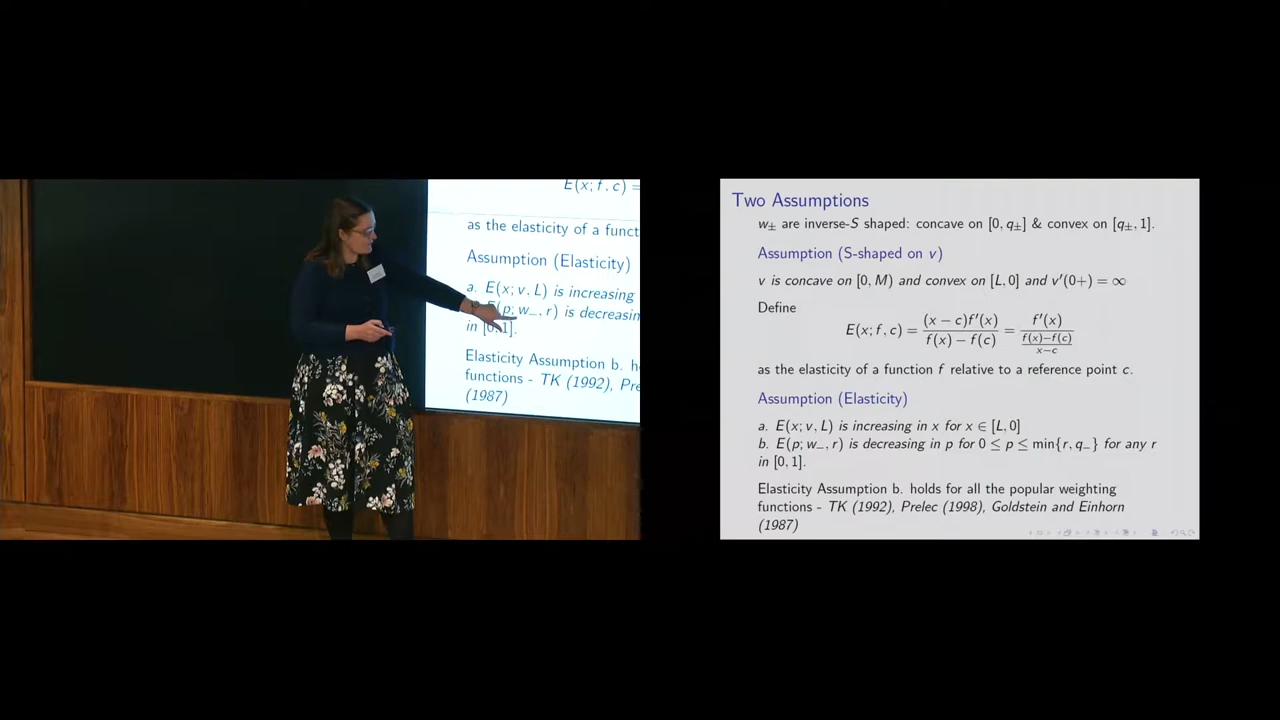 E(x; f, c) =
as the elasticity of a funct
Assumption (Elasticity)
a. E(x; v, L) is increasing
E(p; w₋, r) is decreasin
in [0, 1].
Elasticity Assumption b. h
functions - TK (1992), Pre
(1987)
Two Assumptions
w± are inverse-S shaped: concave on [0, q±] & convex on [q±, 1].
Assumption (S-shaped on v)
v is concave on [0, M) and convex on [L, 0] and v′(0+) = ∞
Define
E(x; f, c) = (x − c)f′(x) / f(x) − f(c) = f′(x) / f(x)−f(c) / x−c
as the elasticity of a function f relative to a reference point c.
Assumption (Elasticity)
a. E(x; v, L) is increasing in x for x ∈ [L, 0]
b. E(p; w₋, r) is decreasing in p for 0 ≤ p ≤ min{r, q₋} for any r
in [0, 1].
Elasticity Assumption b. holds for all the popular weighting
functions - TK (1992), Prelec (1998), Goldstein and Einhorn
(1987)